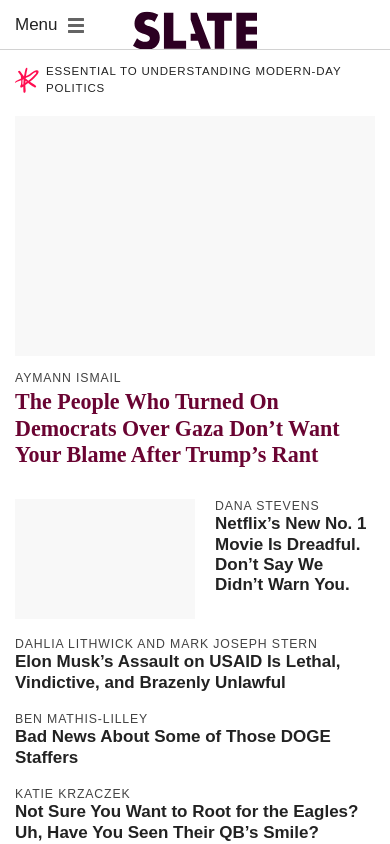 Menu
SLATE
ESSENTIAL TO UNDERSTANDING MODERN-DAY
POLITICS
AYMANN ISMAIL
The People Who Turned On
Democrats Over Gaza Don’t Want
Your Blame After Trump’s Rant
DANA STEVENS
Netflix’s New No. 1
Movie Is Dreadful.
Don’t Say We
Didn’t Warn You.
DAHLIA LITHWICK AND MARK JOSEPH STERN
Elon Musk’s Assault on USAID Is Lethal,
Vindictive, and Brazenly Unlawful
BEN MATHIS-LILLEY
Bad News About Some of Those DOGE
Staffers
KATIE KRZACZEK
Not Sure You Want to Root for the Eagles?
Uh, Have You Seen Their QB’s Smile?